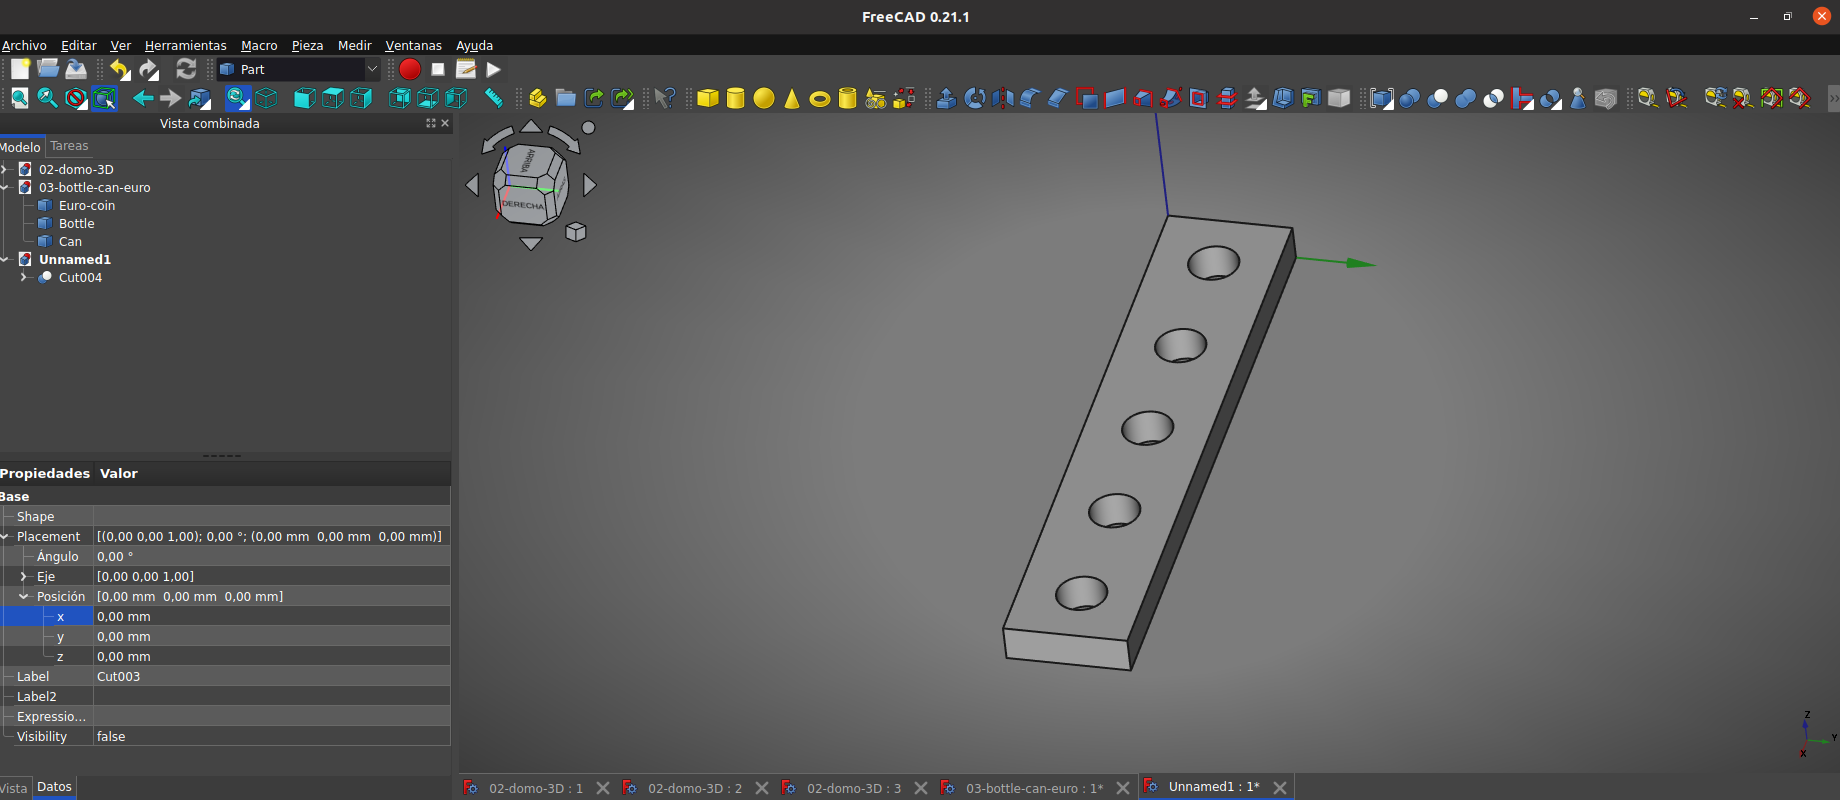 FreeCAD 0.21.1
Archivo Editar Ver Herramientas Macro Pieza Medir Ventanas Ayuda
Part
Vista combinada
Modelo Tareas
02-domo-3D
03-bottle-can-euro
Euro-coin
Bottle
Can
Unnamed1
Cut004
ARRIBA
DERECHA
Propiedades Valor
Base
Shape
Placement [(0,00 0,00 1,00); 0,00 °; (0,00 mm 0,00 mm 0,00 mm)]
Ángulo 0,00 °
Eje [0,00 0,00 1,00]
Posición [0,00 mm 0,00 mm 0,00 mm]
x 0,00 mm
y 0,00 mm
z 0,00 mm
Label Cut003
Label2
Expressio...
Visibility false
Z
Y
X
Vista Datos
02-domo-3D : 1 02-domo-3D : 2 02-domo-3D : 3 03-bottle-can-euro : 1* Unnamed1 : 1*